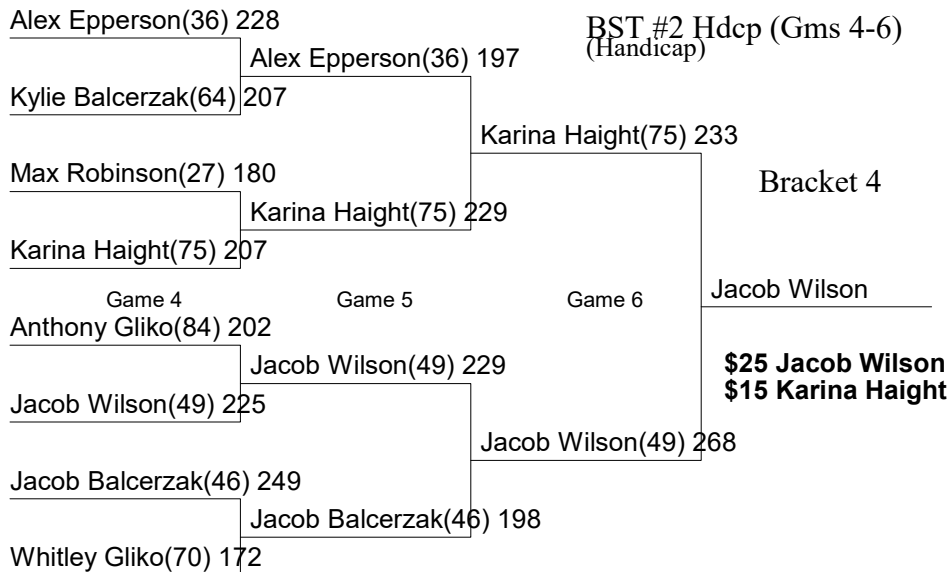 Alex Epperson(36) 228
BST #2 Hdcp (Gms 4-6)
(Handicap)
Alex Epperson(36) 197
Kylie Balcerzak(64) 207
Karina Haight(75) 233
Max Robinson(27) 180
Bracket 4
Karina Haight(75) 229
Karina Haight(75) 207
Game 4
Game 5
Game 6
Jacob Wilson
Anthony Gliko(84) 202
Jacob Wilson(49) 229
$25 Jacob Wilson
$15 Karina Haight
Jacob Wilson(49) 225
Jacob Wilson(49) 268
Jacob Balcerzak(46) 249
Jacob Balcerzak(46) 198
Whitley Gliko(70) 172